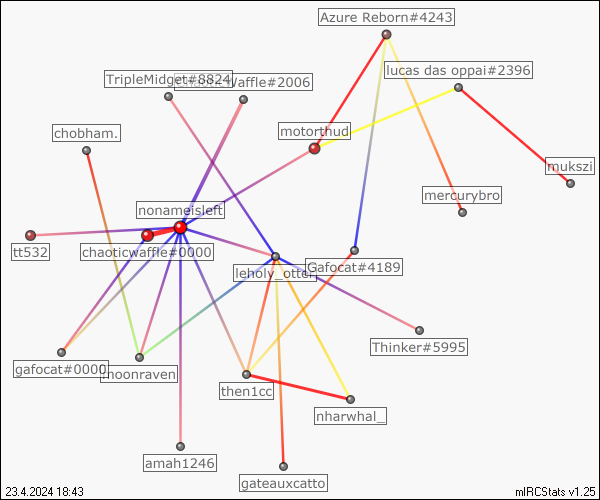 Azure Reborn#4243
lucas das oppai#2396
TripleMidget#8824
chaoticwaffle#2006
chobham.
motorthud
mukszi
mercurybro
nonameisleft
tt532
chaoticwaffle#0000
leholy_otter
Gafocat#4189
Thinker#5995
gafocat#0000
moonraven
then1cc
nharwhal_
amah1246
gateauxcatto
23.4.2024 18:43
mIRCStats v1.25